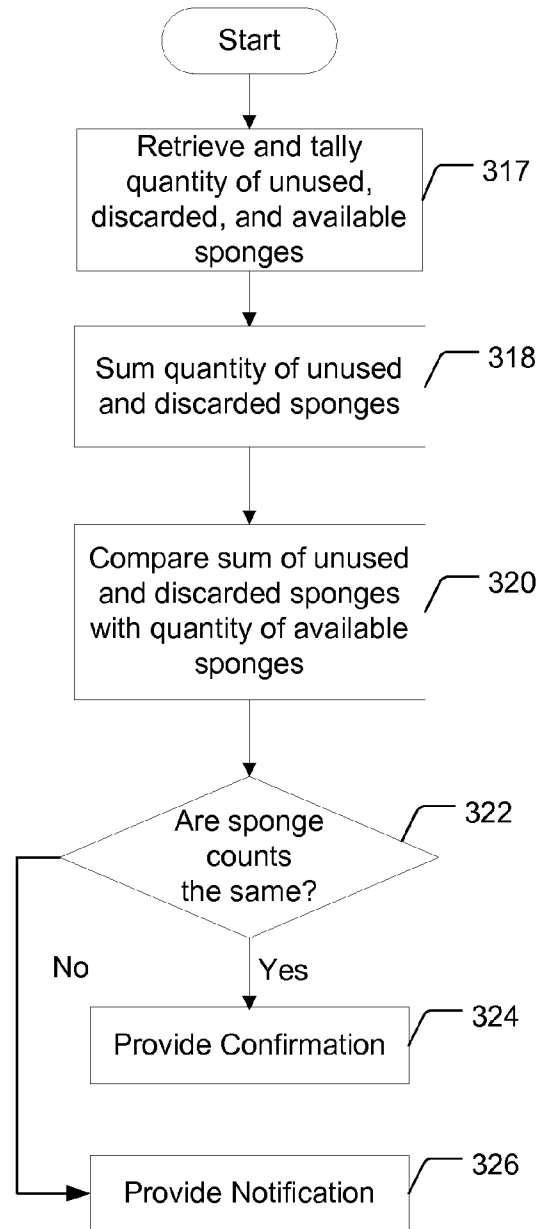 Start
Retrieve and tally
quantity of unused,
discarded, and available
sponges
317
Sum quantity of unused
and discarded sponges
318
Compare sum of unused
and discarded sponges
with quantity of available
sponges
320
Are sponge
counts
the same?
322
No
Yes
Provide Confirmation
324
Provide Notification
326